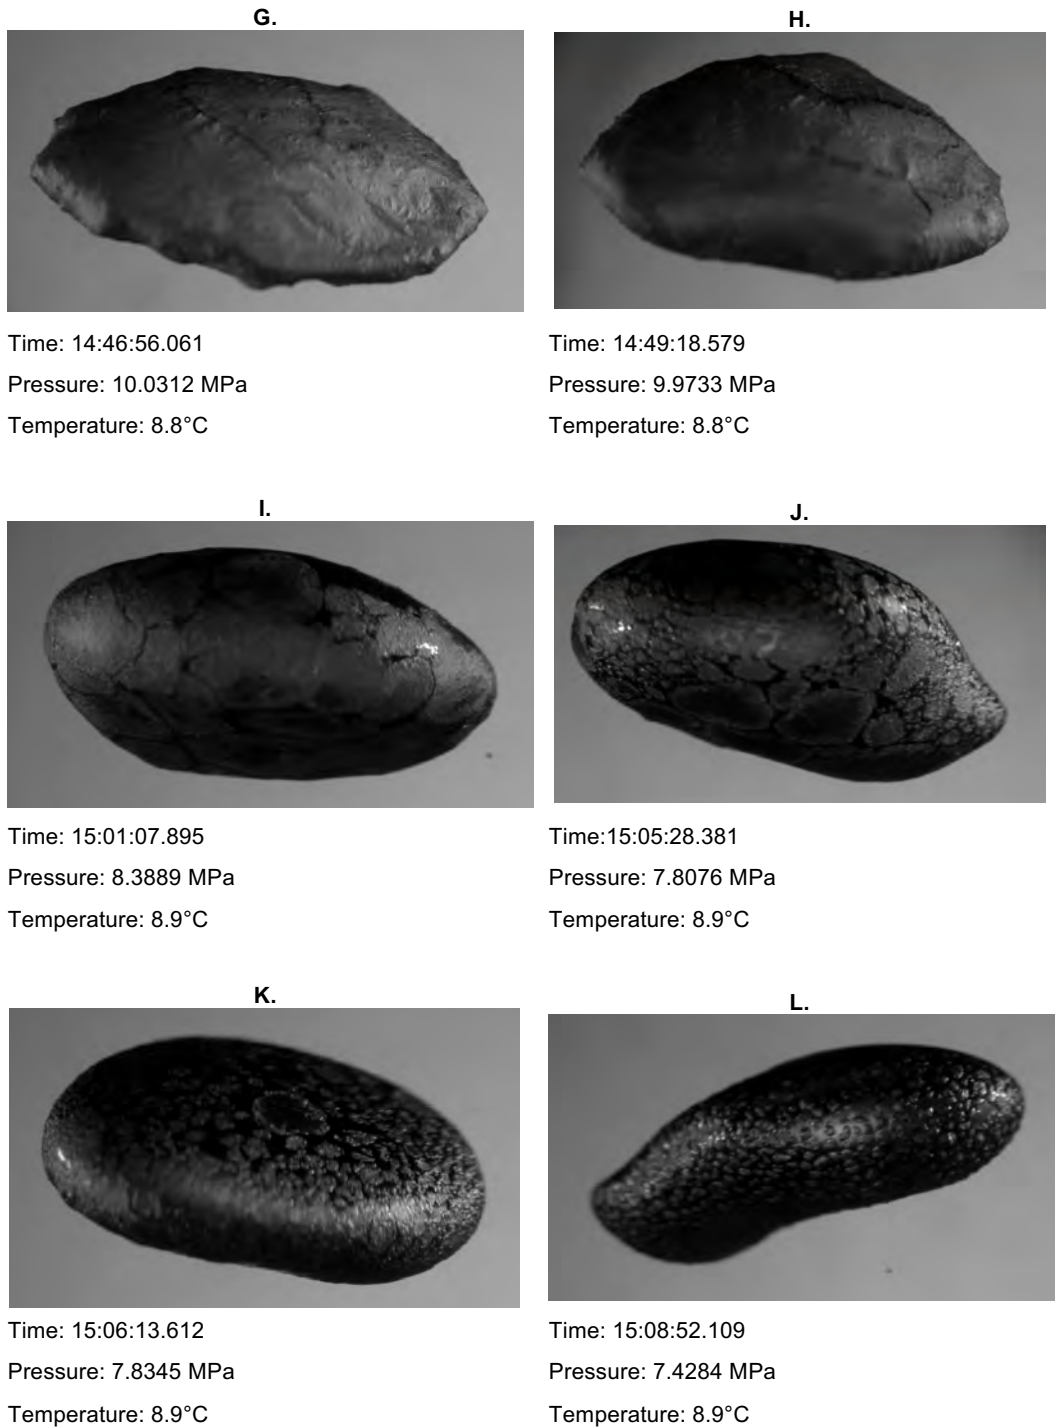 G.
H.
Time: 14:46:56.061
Pressure: 10.0312 MPa
Temperature: 8.8°C
Time: 14:49:18.579
Pressure: 9.9733 MPa
Temperature: 8.8°C
I.
J.
Time: 15:01:07.895
Pressure: 8.3889 MPa
Temperature: 8.9°C
Time:15:05:28.381
Pressure: 7.8076 MPa
Temperature: 8.9°C
K.
L.
Time: 15:06:13.612
Pressure: 7.8345 MPa
Temperature: 8.9°C
Time: 15:08:52.109
Pressure: 7.4284 MPa
Temperature: 8.9°C